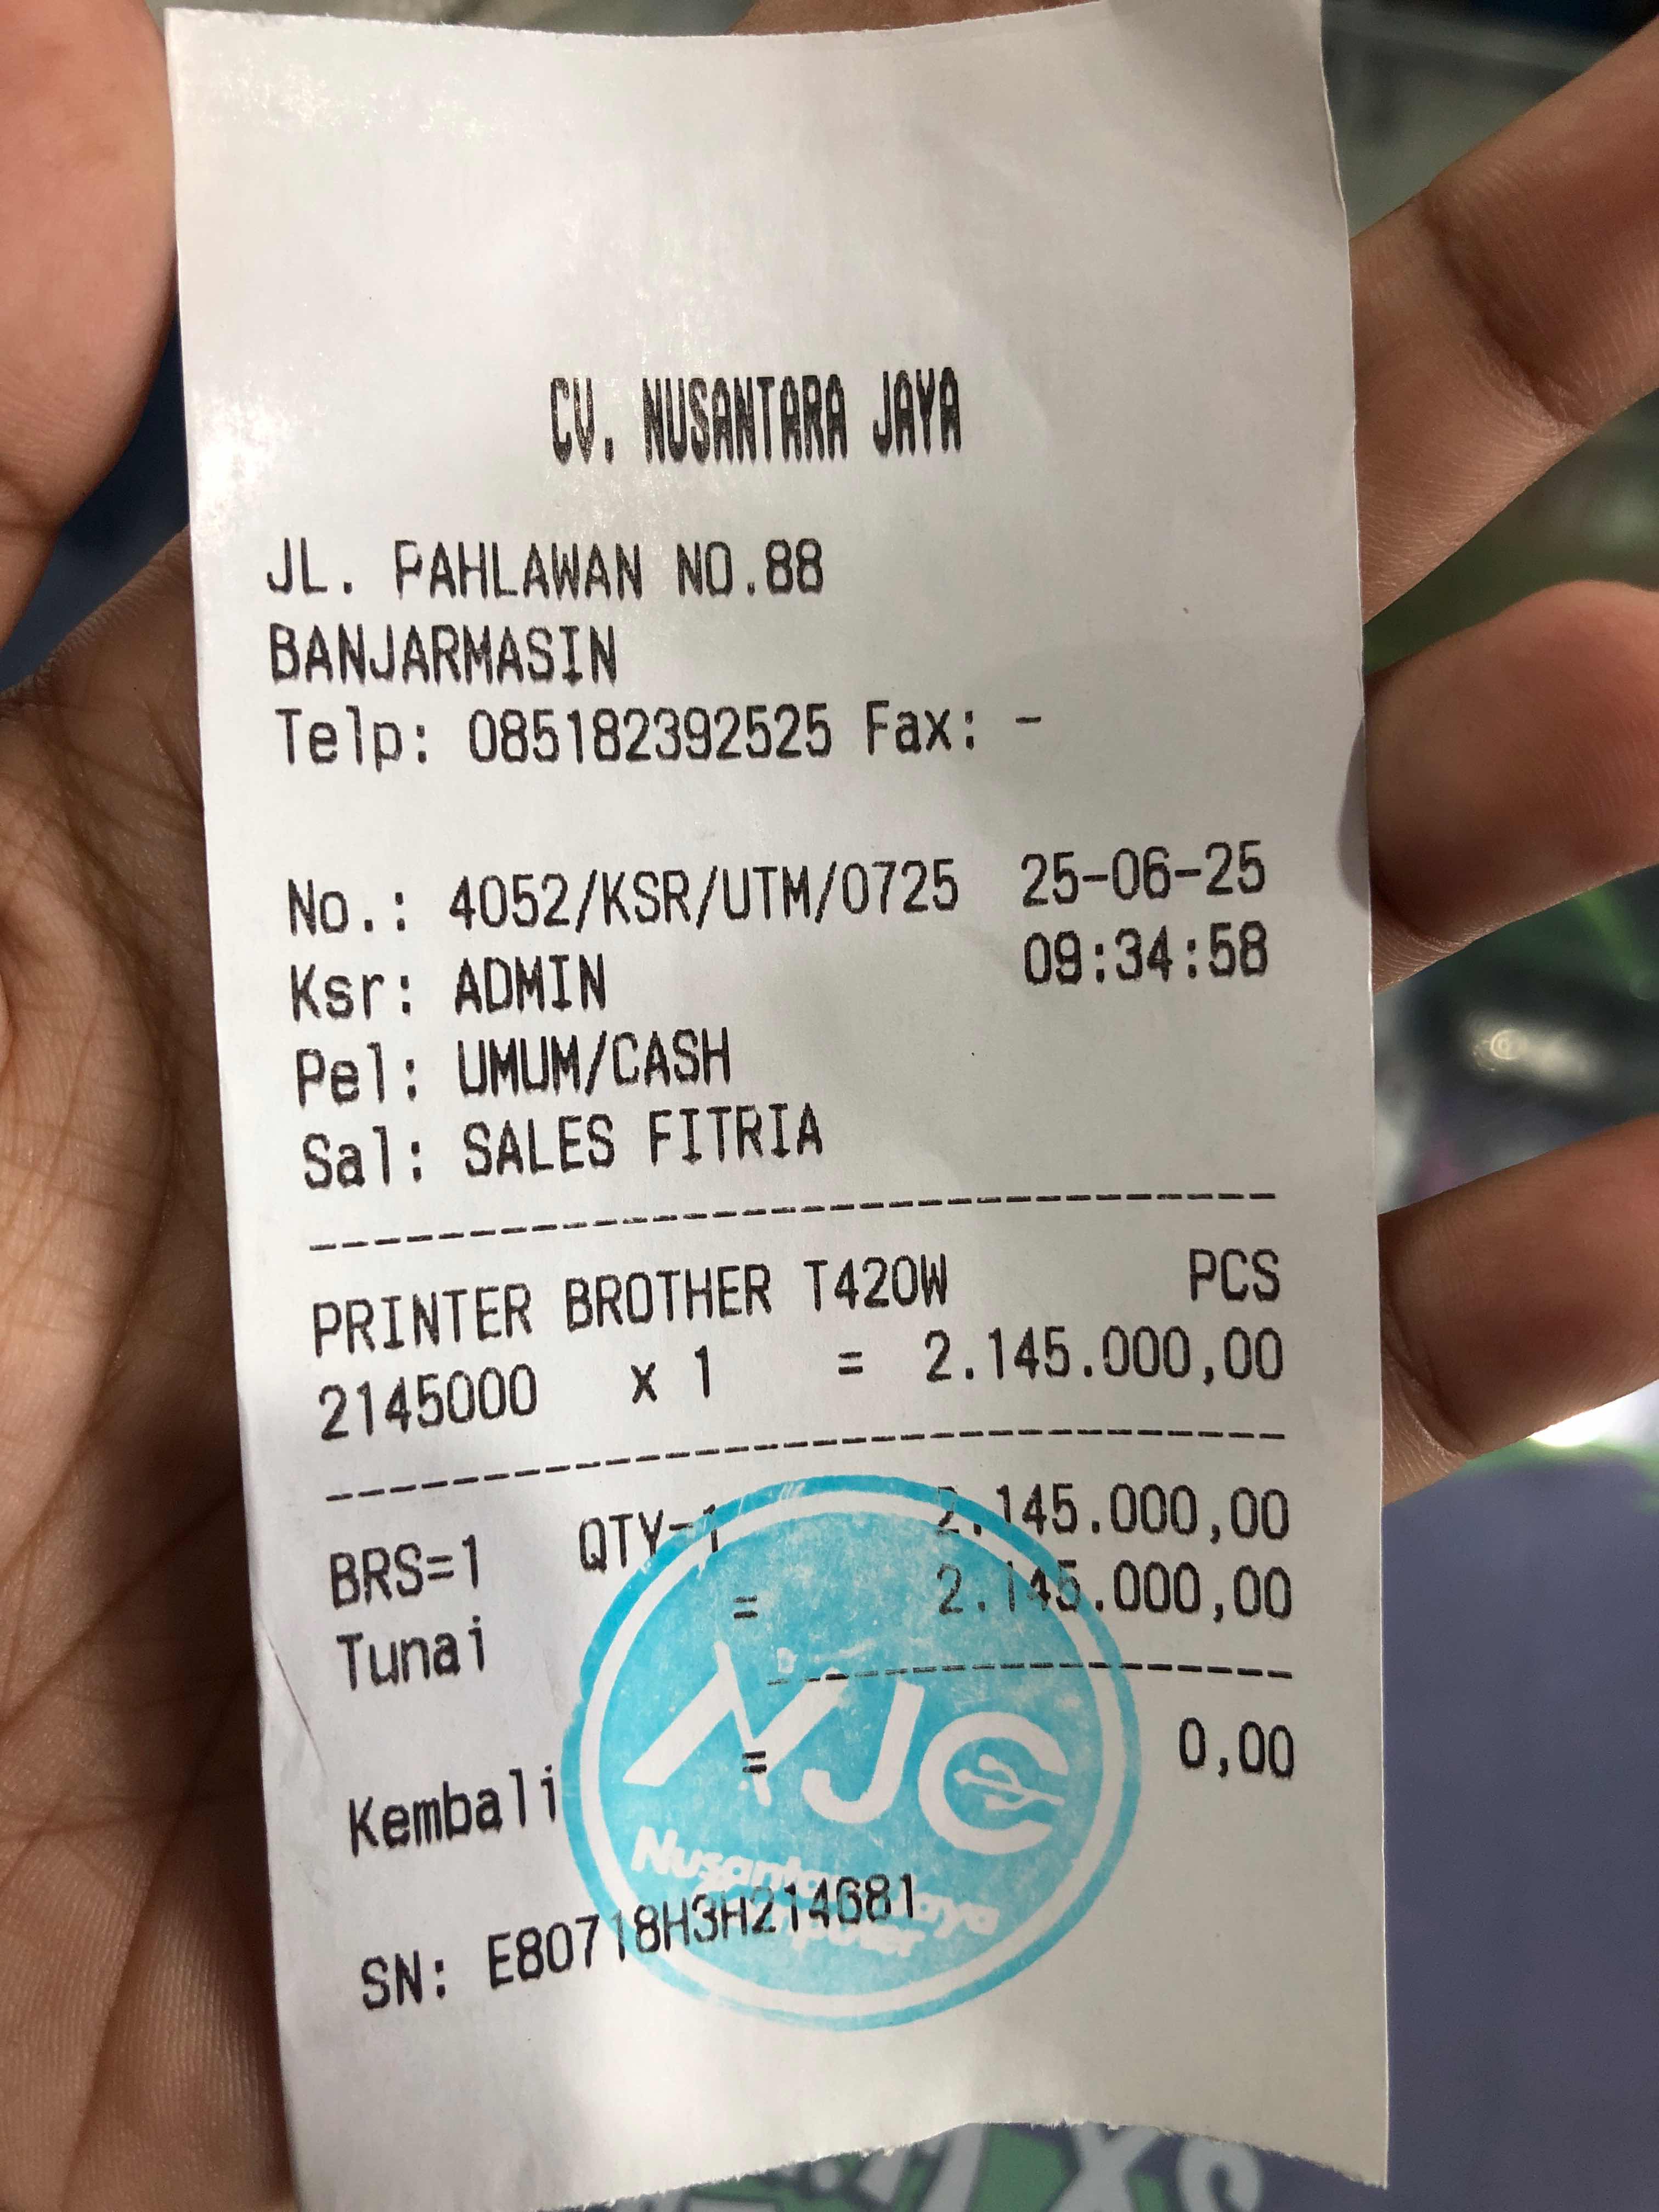 CV. NUSANTARA JAYA
JL. PAHLAWAN NO.88
BANJARMASIN
Telp: 085182392525 Fax: -
No.: 4052/KSR/UTM/0725 25-06-25
Ksr: ADMIN 09:34:58
Pel: UMUM/CASH
Sal: SALES FITRIA
--------------------------------
PRINTER BROTHER T420W PCS
2145000 x 1 = 2.145.000,00
--------------------------------
BRS=1 QTY=1 2.145.000,00
Tunai = 2.145.000,00
-----------------
Kembali = 0,00
SN: E80718H3H214681
NJC
Nusantara Jaya